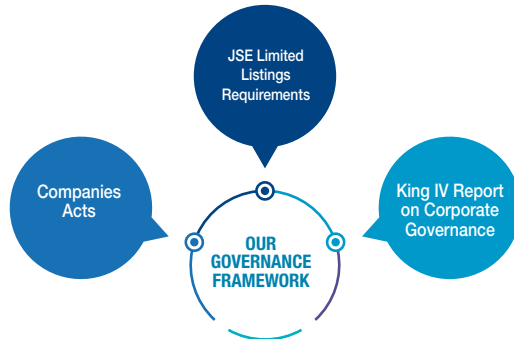 JSE Limited
Listings
Requirements
Companies
Acts
King IV Report
on Corporate
Governance
OUR
GOVERNANCE
FRAMEWORK